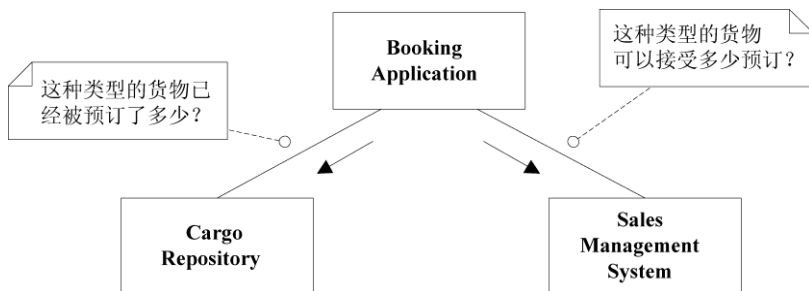 Booking
Application
这种类型的货物
可以接受多少预订？
这种类型的货物已
经被预订了多少？
Cargo
Repository
Sales
Management
System